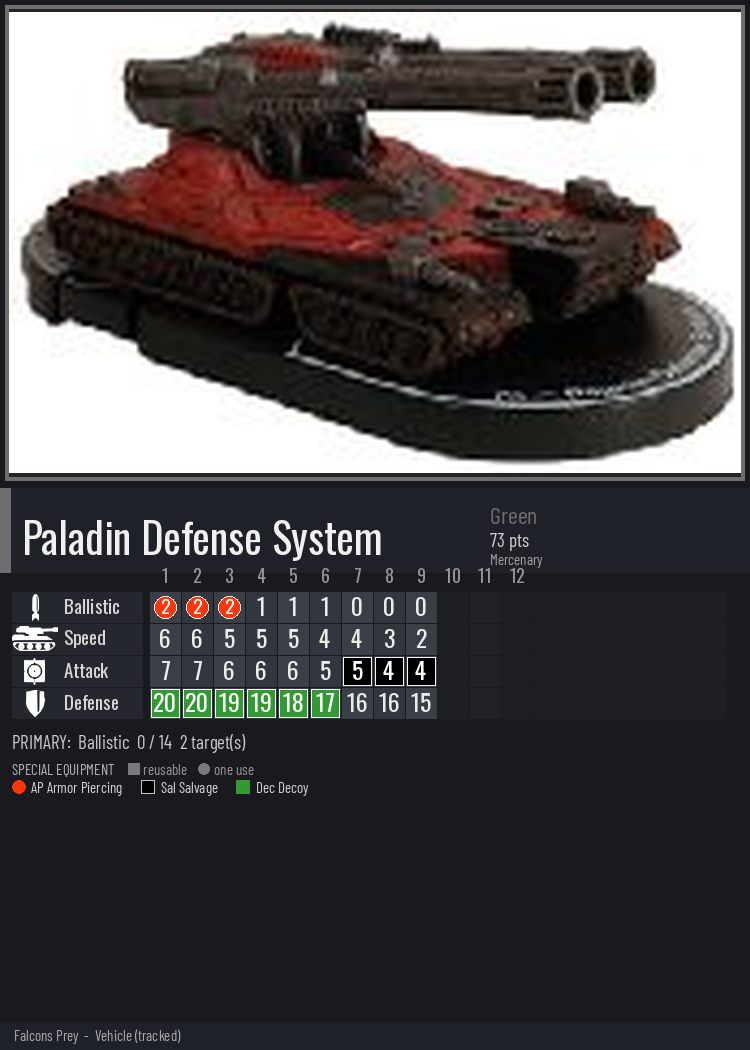 Paladin Defense System
Green
73 pts
Mercenary
1 2 3 4 5 6 7 8 9 10 11 12
Ballistic 2 2 2 1 1 1 0 0 0
Speed 6 6 5 5 5 4 4 3 2
Attack 7 7 6 6 6 5 5 4 4
Defense 20 20 19 19 18 17 16 16 15
PRIMARY: Ballistic 0 / 14 2 target(s)
SPECIAL EQUIPMENT reusable one use
AP Armor Piercing Sal Salvage Dec Decoy
Falcons Prey - Vehicle (tracked)